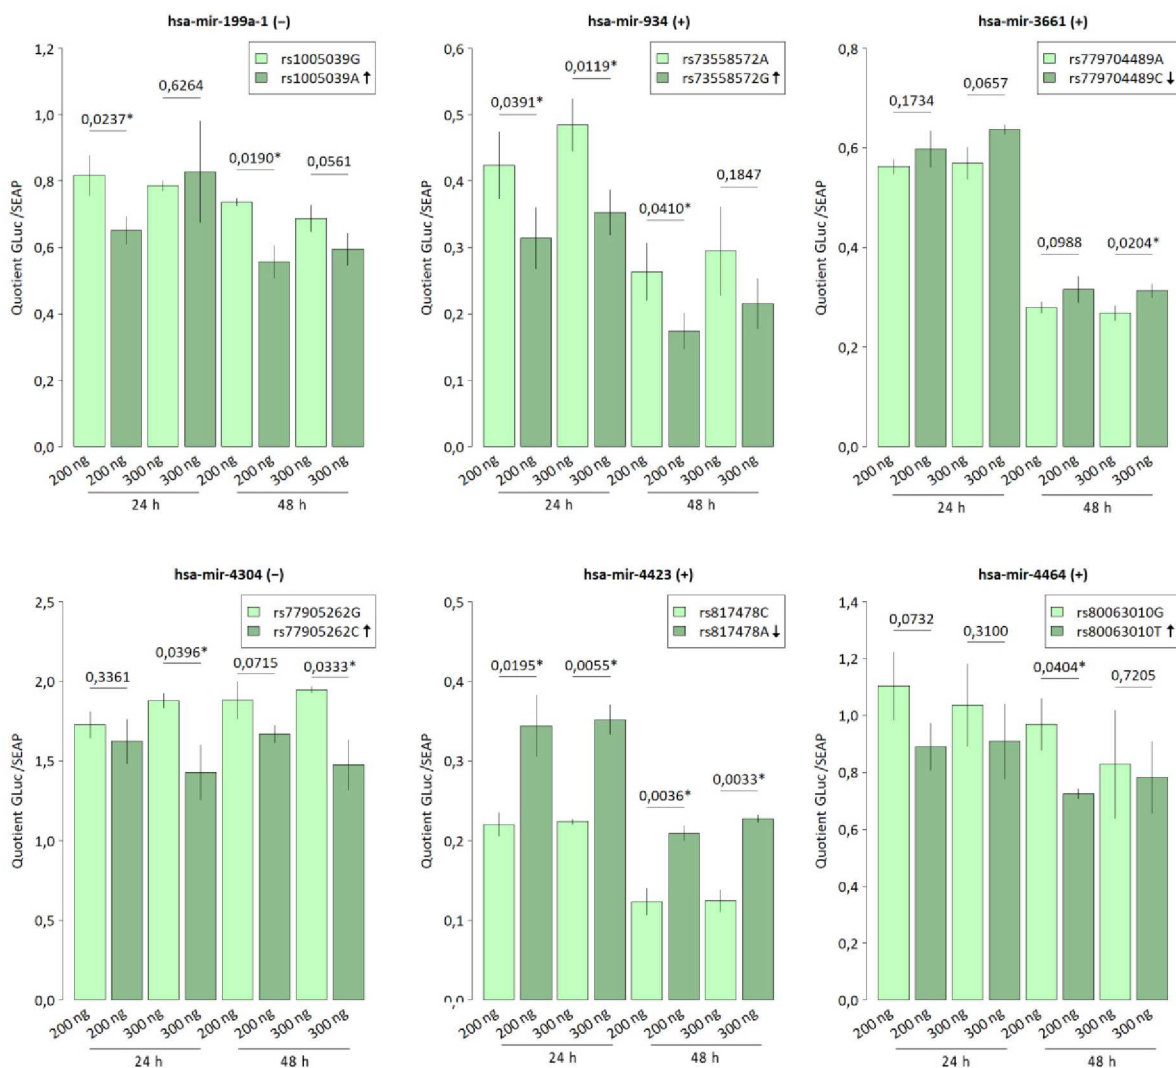 hsa-mir-199a-1 (−)
Quotient GLuc /SEAP
1,2
1,0
0,8
0,6
0,4
0,2
0,0
rs1005039G
rs1005039A ↑
0,0237*
0,6264
0,0190*
0,0561
200 ng 200 ng 300 ng 300 ng 200 ng 200 ng 300 ng 300 ng
24 h 48 h
hsa-mir-934 (+)
Quotient GLuc /SEAP
0,6
0,5
0,4
0,3
0,2
0,1
0,0
rs73558572A
rs73558572G ↑
0,0391*
0,0119*
0,0410*
0,1847
200 ng 200 ng 300 ng 300 ng 200 ng 200 ng 300 ng 300 ng
24 h 48 h
hsa-mir-3661 (+)
Quotient GLuc /SEAP
0,8
0,6
0,4
0,2
0,0
rs779704489A
rs779704489C ↓
0,1734
0,0657
0,0988
0,0204*
200 ng 200 ng 300 ng 300 ng 200 ng 200 ng 300 ng 300 ng
24 h 48 h
hsa-mir-4304 (−)
Quotient GLuc /SEAP
2,5
2,0
1,5
1,0
0,5
0,0
rs77905262G
rs77905262C ↑
0,3361
0,0396*
0,0715
0,0333*
200 ng 200 ng 300 ng 300 ng 200 ng 200 ng 300 ng 300 ng
24 h 48 h
hsa-mir-4423 (+)
Quotient GLuc /SEAP
0,5
0,4
0,3
0,2
0,1
0,0
rs817478C
rs817478A ↓
0,0195*
0,0055*
0,0036*
0,0033*
200 ng 200 ng 300 ng 300 ng 200 ng 200 ng 300 ng 300 ng
24 h 48 h
hsa-mir-4464 (+)
Quotient GLuc /SEAP
1,4
1,2
1,0
0,8
0,6
0,4
0,2
0,0
rs80063010G
rs80063010T ↑
0,0732
0,3100
0,0404*
0,7205
200 ng 200 ng 300 ng 300 ng 200 ng 200 ng 300 ng 300 ng
24 h 48 h